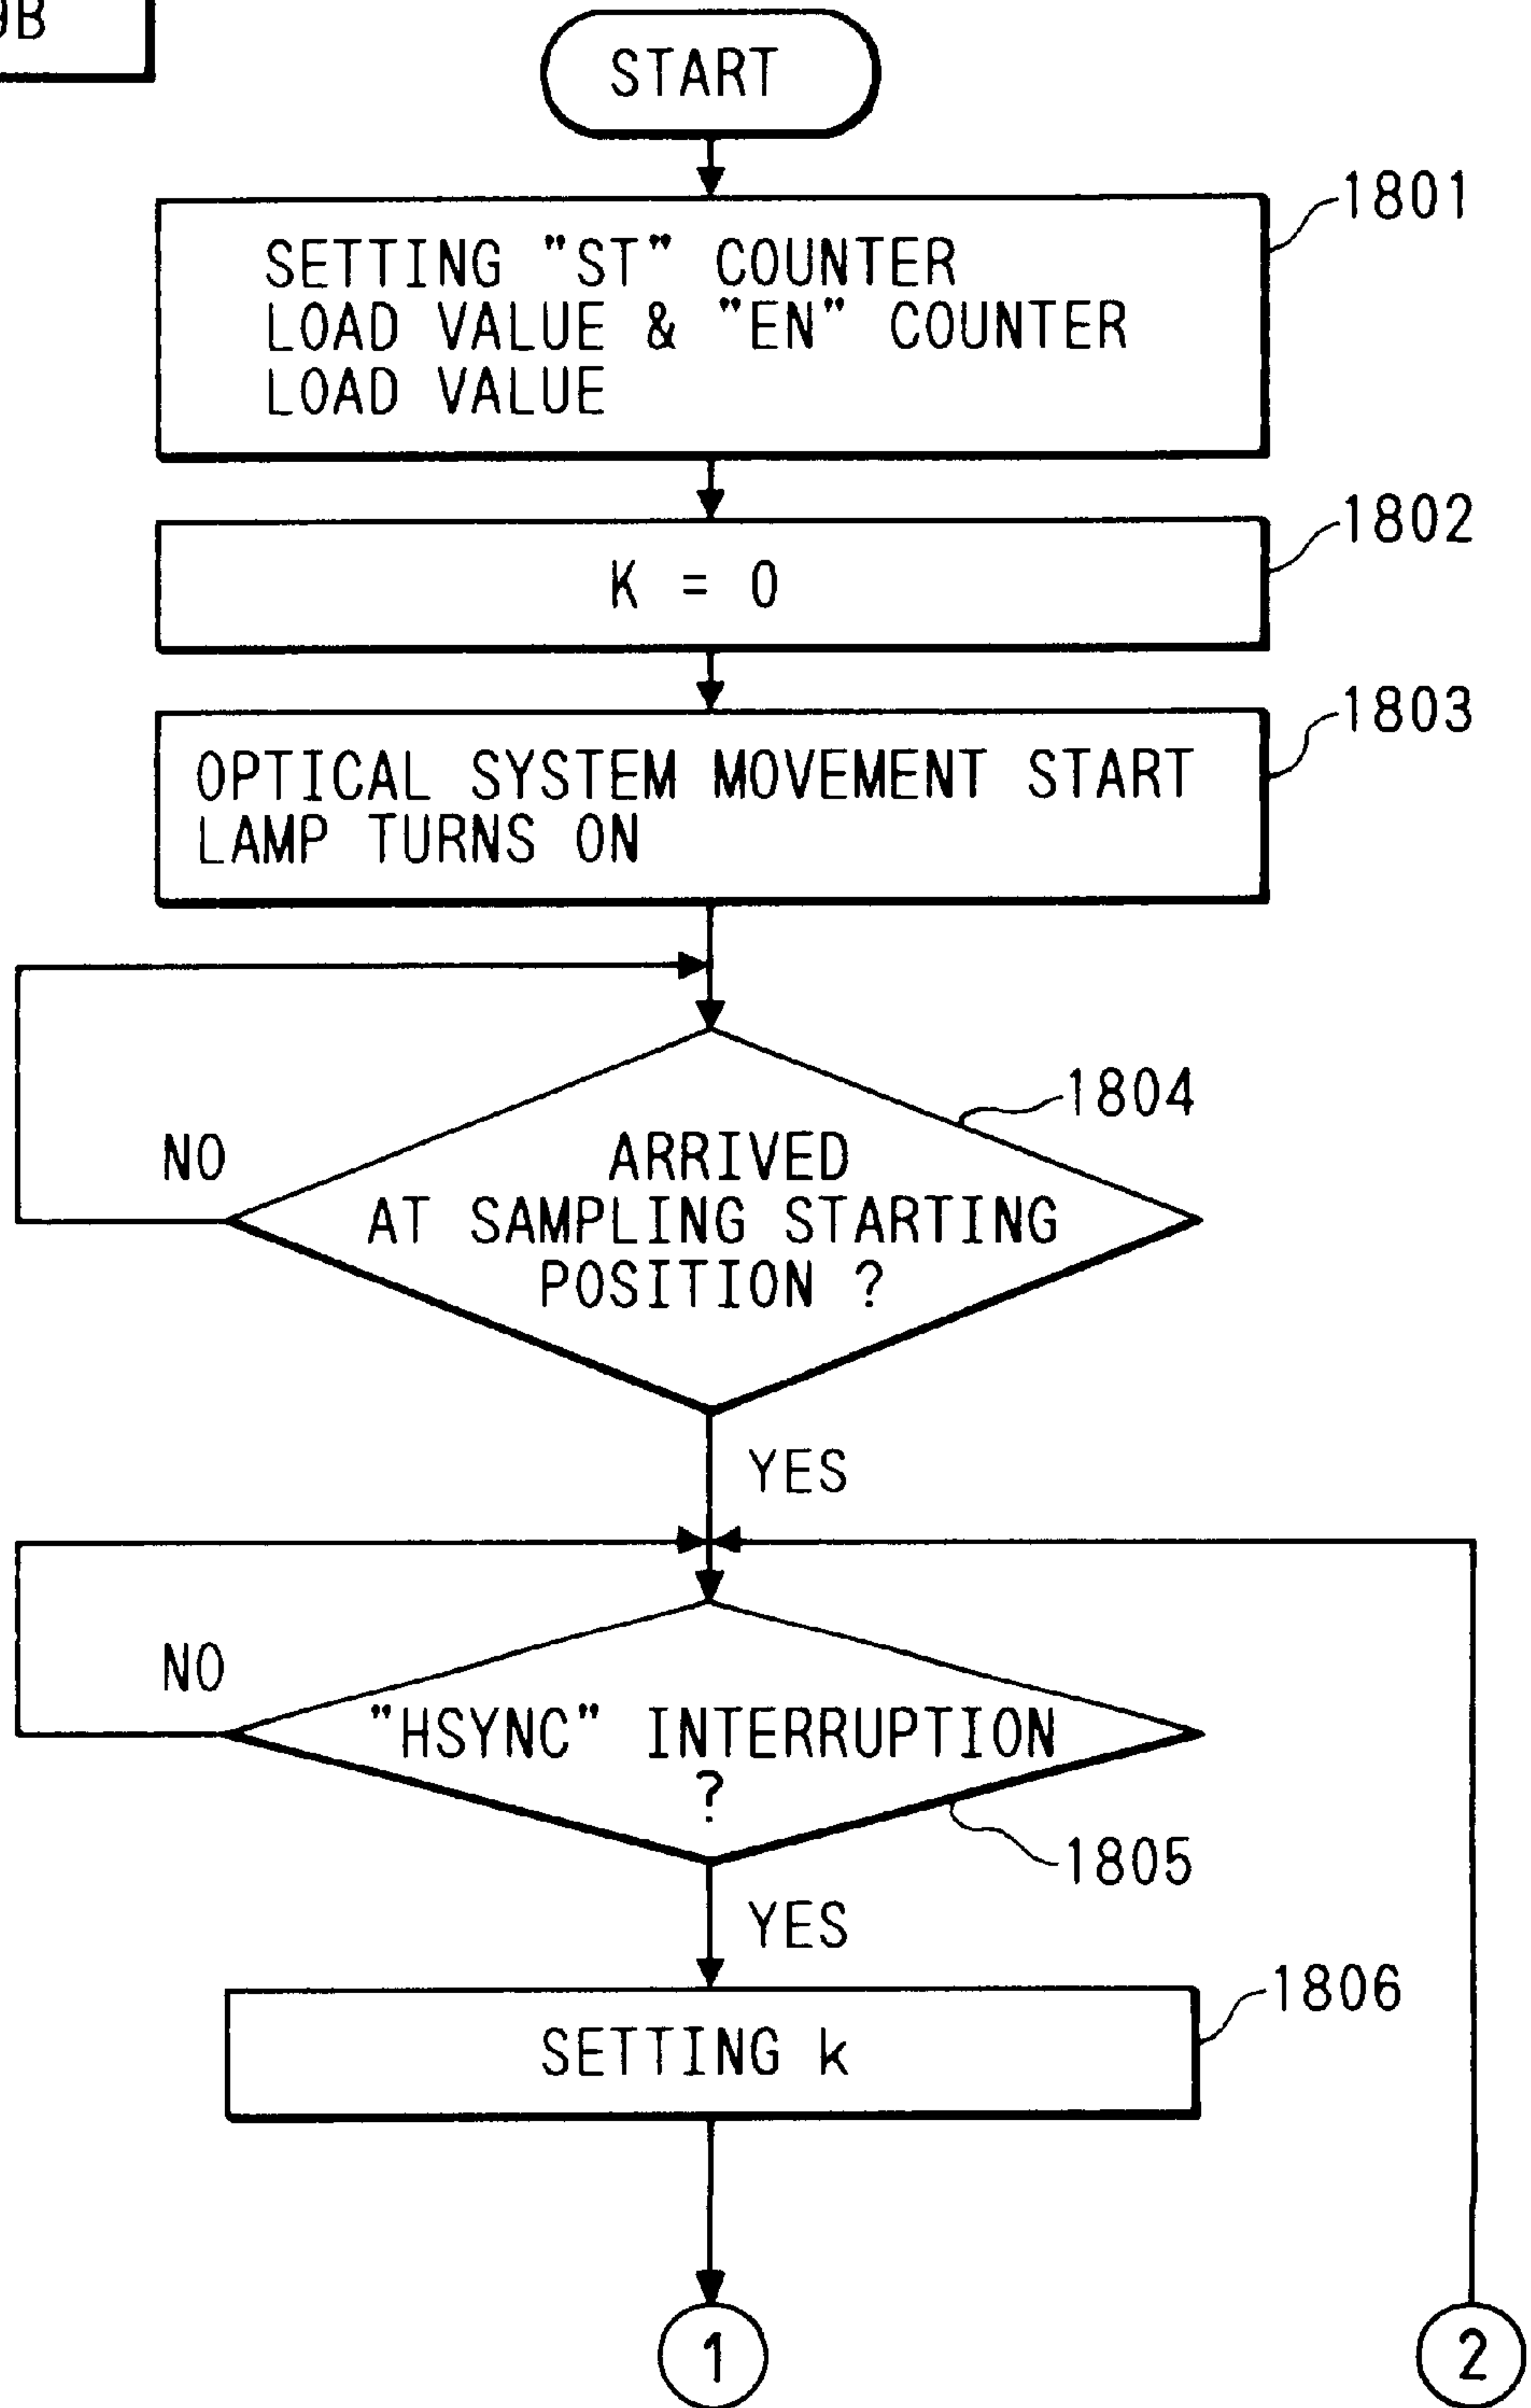 START
1801
SETTING "ST" COUNTER
LOAD VALUE & "EN" COUNTER
LOAD VALUE
1802
K = 0
1803
OPTICAL SYSTEM MOVEMENT START
LAMP TURNS ON
1804
NO
ARRIVED
AT SAMPLING STARTING
POSITION ?
YES
NO
"HSYNC" INTERRUPTION
?
1805
YES
1806
SETTING k
1
2